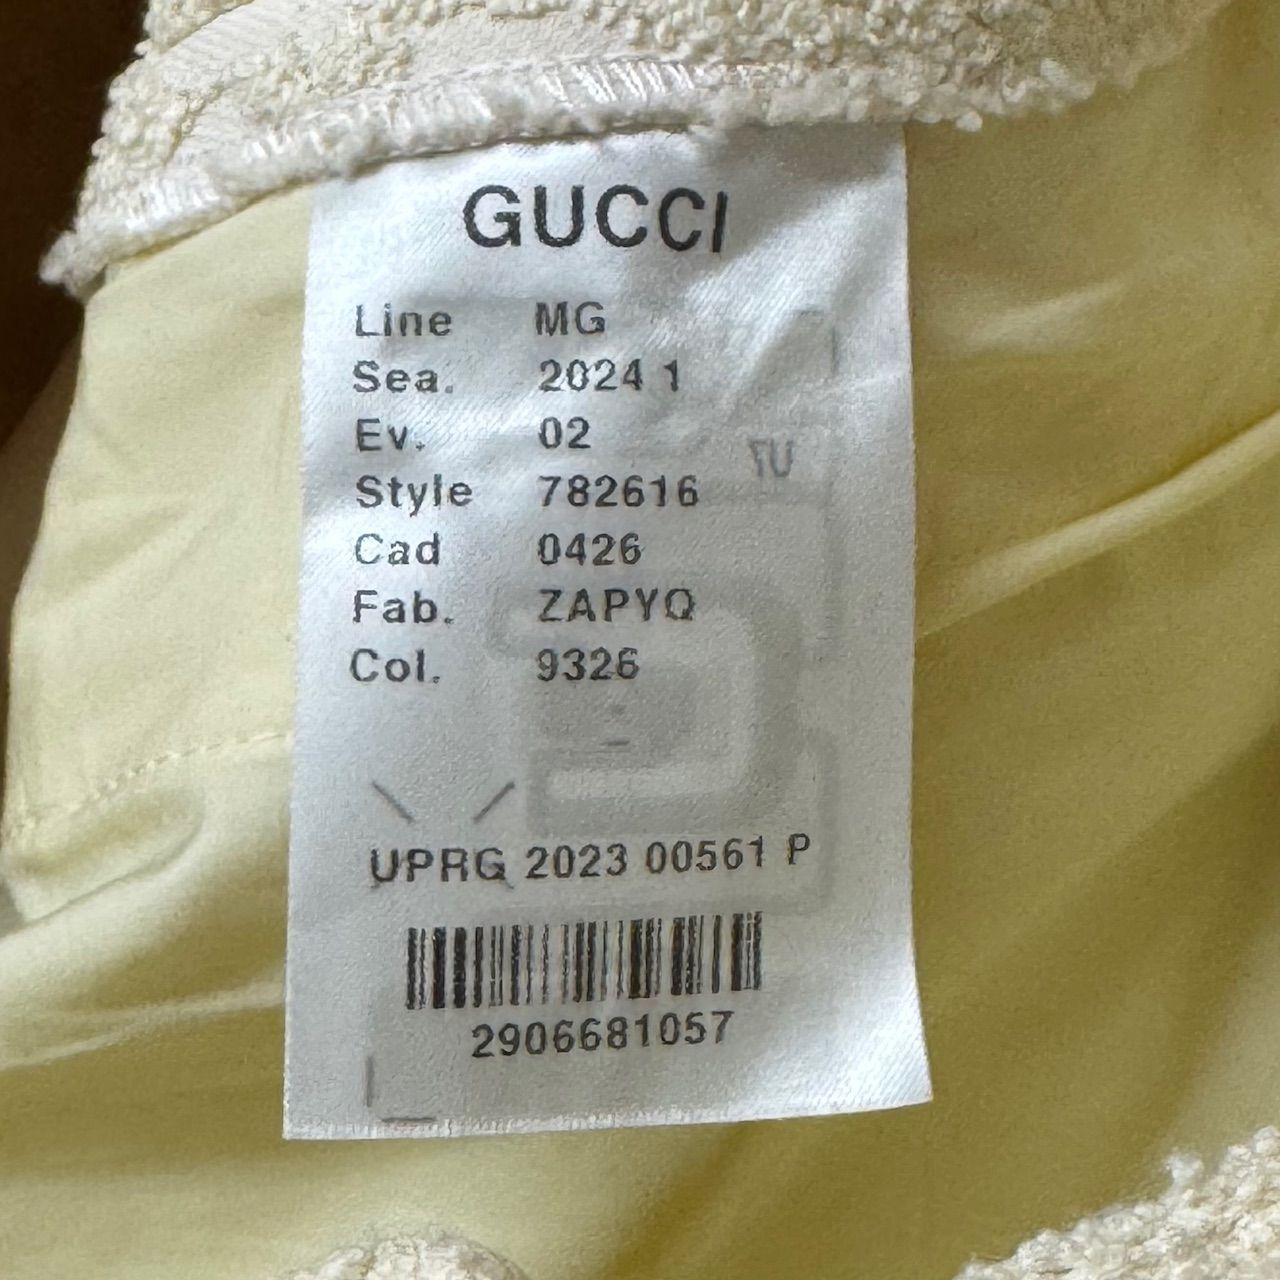 GUCCI
Line MG
Sea. 2024 1
Ev. 02
Style 782616
Cad 0426
Fab. ZAPYQ
Col. 9326
UPRG 2023 00561 P
2906681057